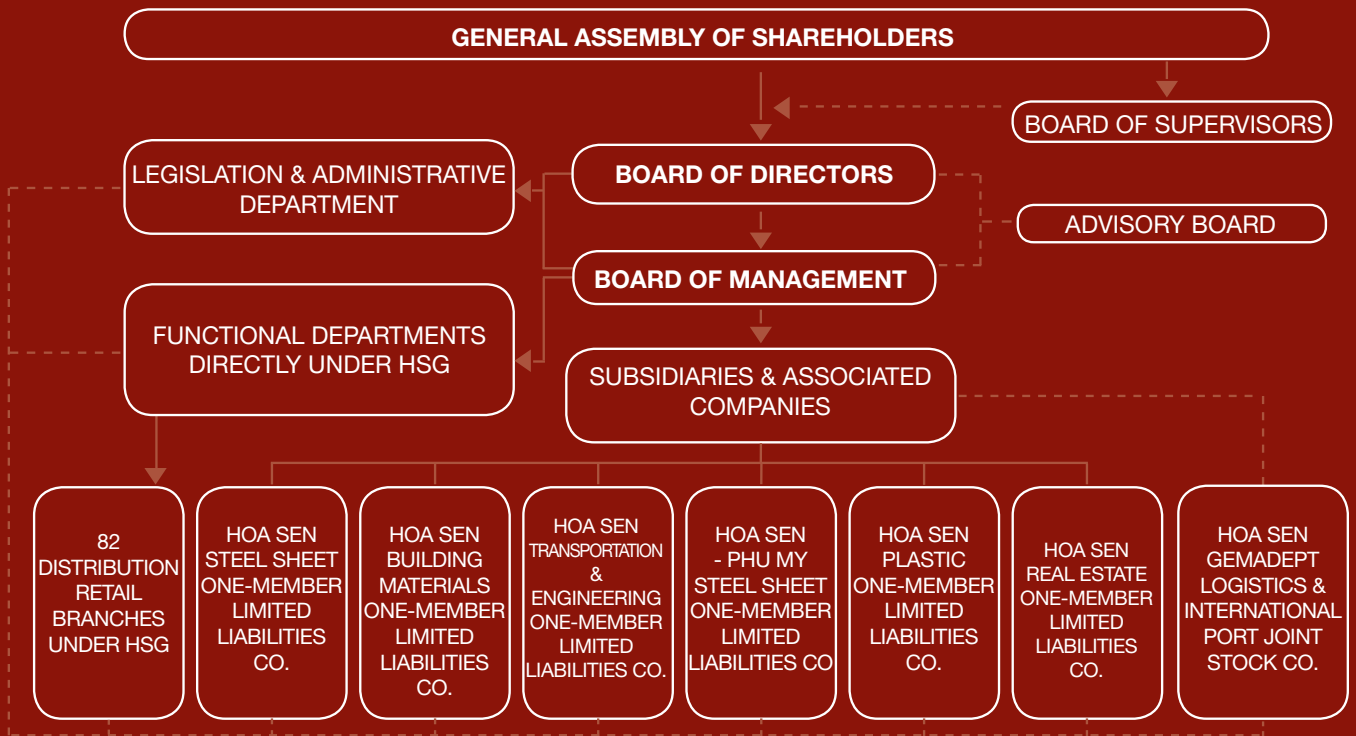 GENERAL ASSEMBLY OF SHAREHOLDERS
BOARD OF SUPERVISORS
LEGISLATION & ADMINISTRATIVE
DEPARTMENT
BOARD OF DIRECTORS
ADVISORY BOARD
BOARD OF MANAGEMENT
FUNCTIONAL DEPARTMENTS
DIRECTLY UNDER HSG
SUBSIDIARIES & ASSOCIATED
COMPANIES
82
DISTRIBUTION
RETAIL
BRANCHES
UNDER HSG
HOA SEN
STEEL SHEET
ONE-MEMBER
LIMITED
LIABILITIES
CO.
HOA SEN
BUILDING
MATERIALS
ONE-MEMBER
LIMITED
LIABILITIES
CO.
HOA SEN
TRANSPORTATION
&
ENGINEERING
ONE-MEMBER
LIMITED
LIABILITIES CO.
HOA SEN
- PHU MY
STEEL SHEET
ONE-MEMBER
LIMITED
LIABILITIES CO
HOA SEN
PLASTIC
ONE-MEMBER
LIMITED
LIABILITIES
CO.
HOA SEN
REAL ESTATE
ONE-MEMBER
LIMITED
LIABILITIES
CO.
HOA SEN
GEMADEPT
LOGISTICS &
INTERNATIONAL
PORT JOINT
STOCK CO.